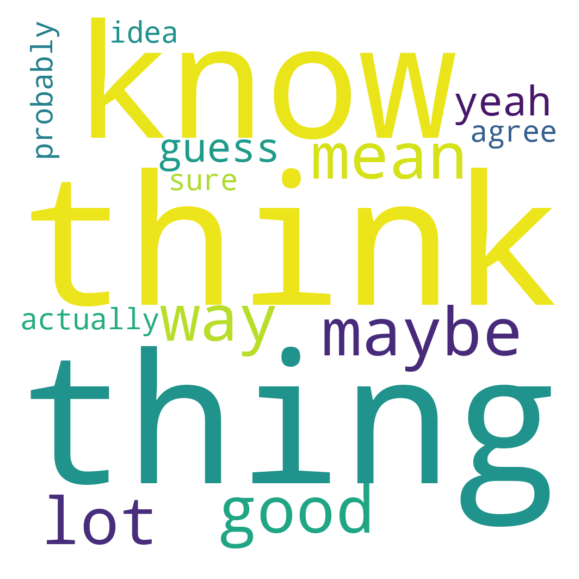 probably
idea
know
yeah
agree
guess
mean
sure
think
actually
way
maybe
thing
lot
good